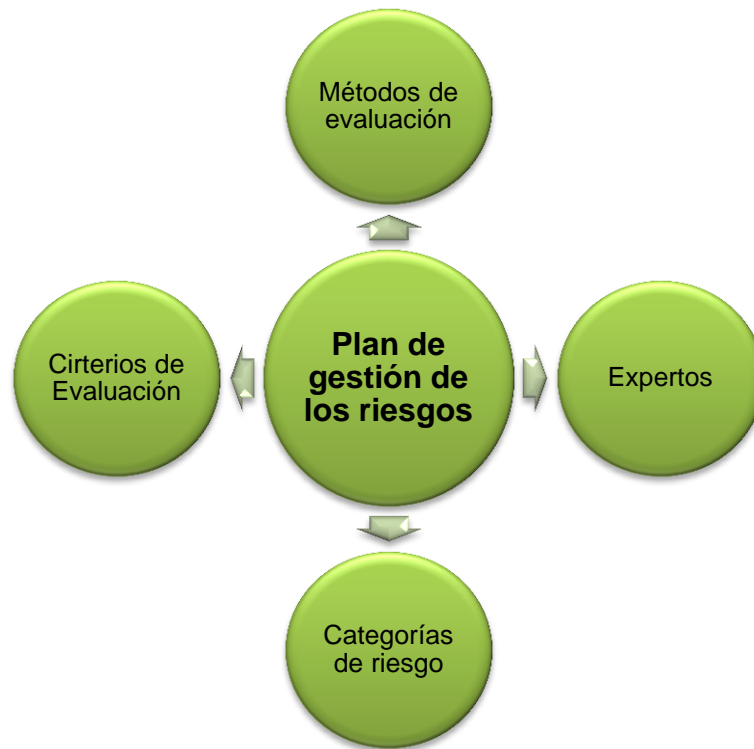 Métodos de
evaluación
Cirterios de
Evaluación
Plan de
gestión de
los riesgos
Expertos
Categorías
de riesgo